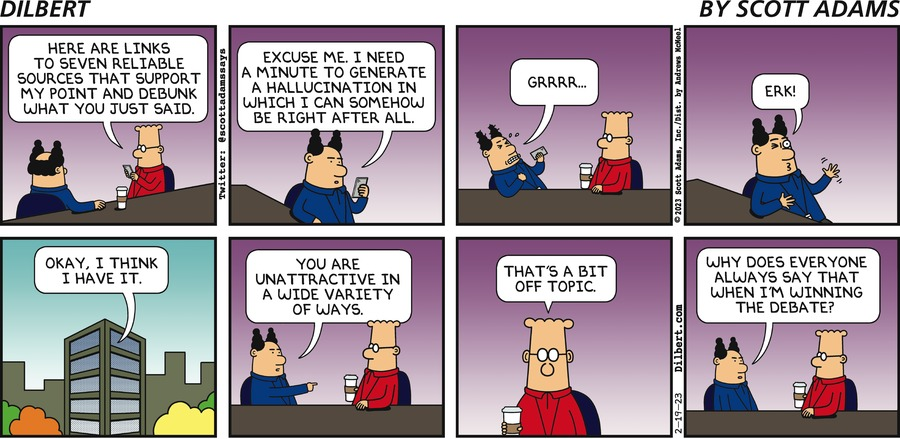 DILBERT
BY SCOTT ADAMS
HERE ARE LINKS
TO SEVEN RELIABLE
SOURCES THAT SUPPORT
MY POINT AND DEBUNK
WHAT YOU JUST SAID.
Twitter: @scottadamssays
EXCUSE ME. I NEED
A MINUTE TO GENERATE
A HALLUCINATION IN
WHICH I CAN SOMEHOW
BE RIGHT AFTER ALL.
GRRRR...
©2023 Scott Adams, Inc./Dist. by Andrews McMeel
ERK!
OKAY, I THINK
I HAVE IT.
YOU ARE
UNATTRACTIVE IN
A WIDE VARIETY
OF WAYS.
THAT'S A BIT
OFF TOPIC.
2-19-23 Dilbert.com
WHY DOES EVERYONE
ALWAYS SAY THAT
WHEN I'M WINNING
THE DEBATE?